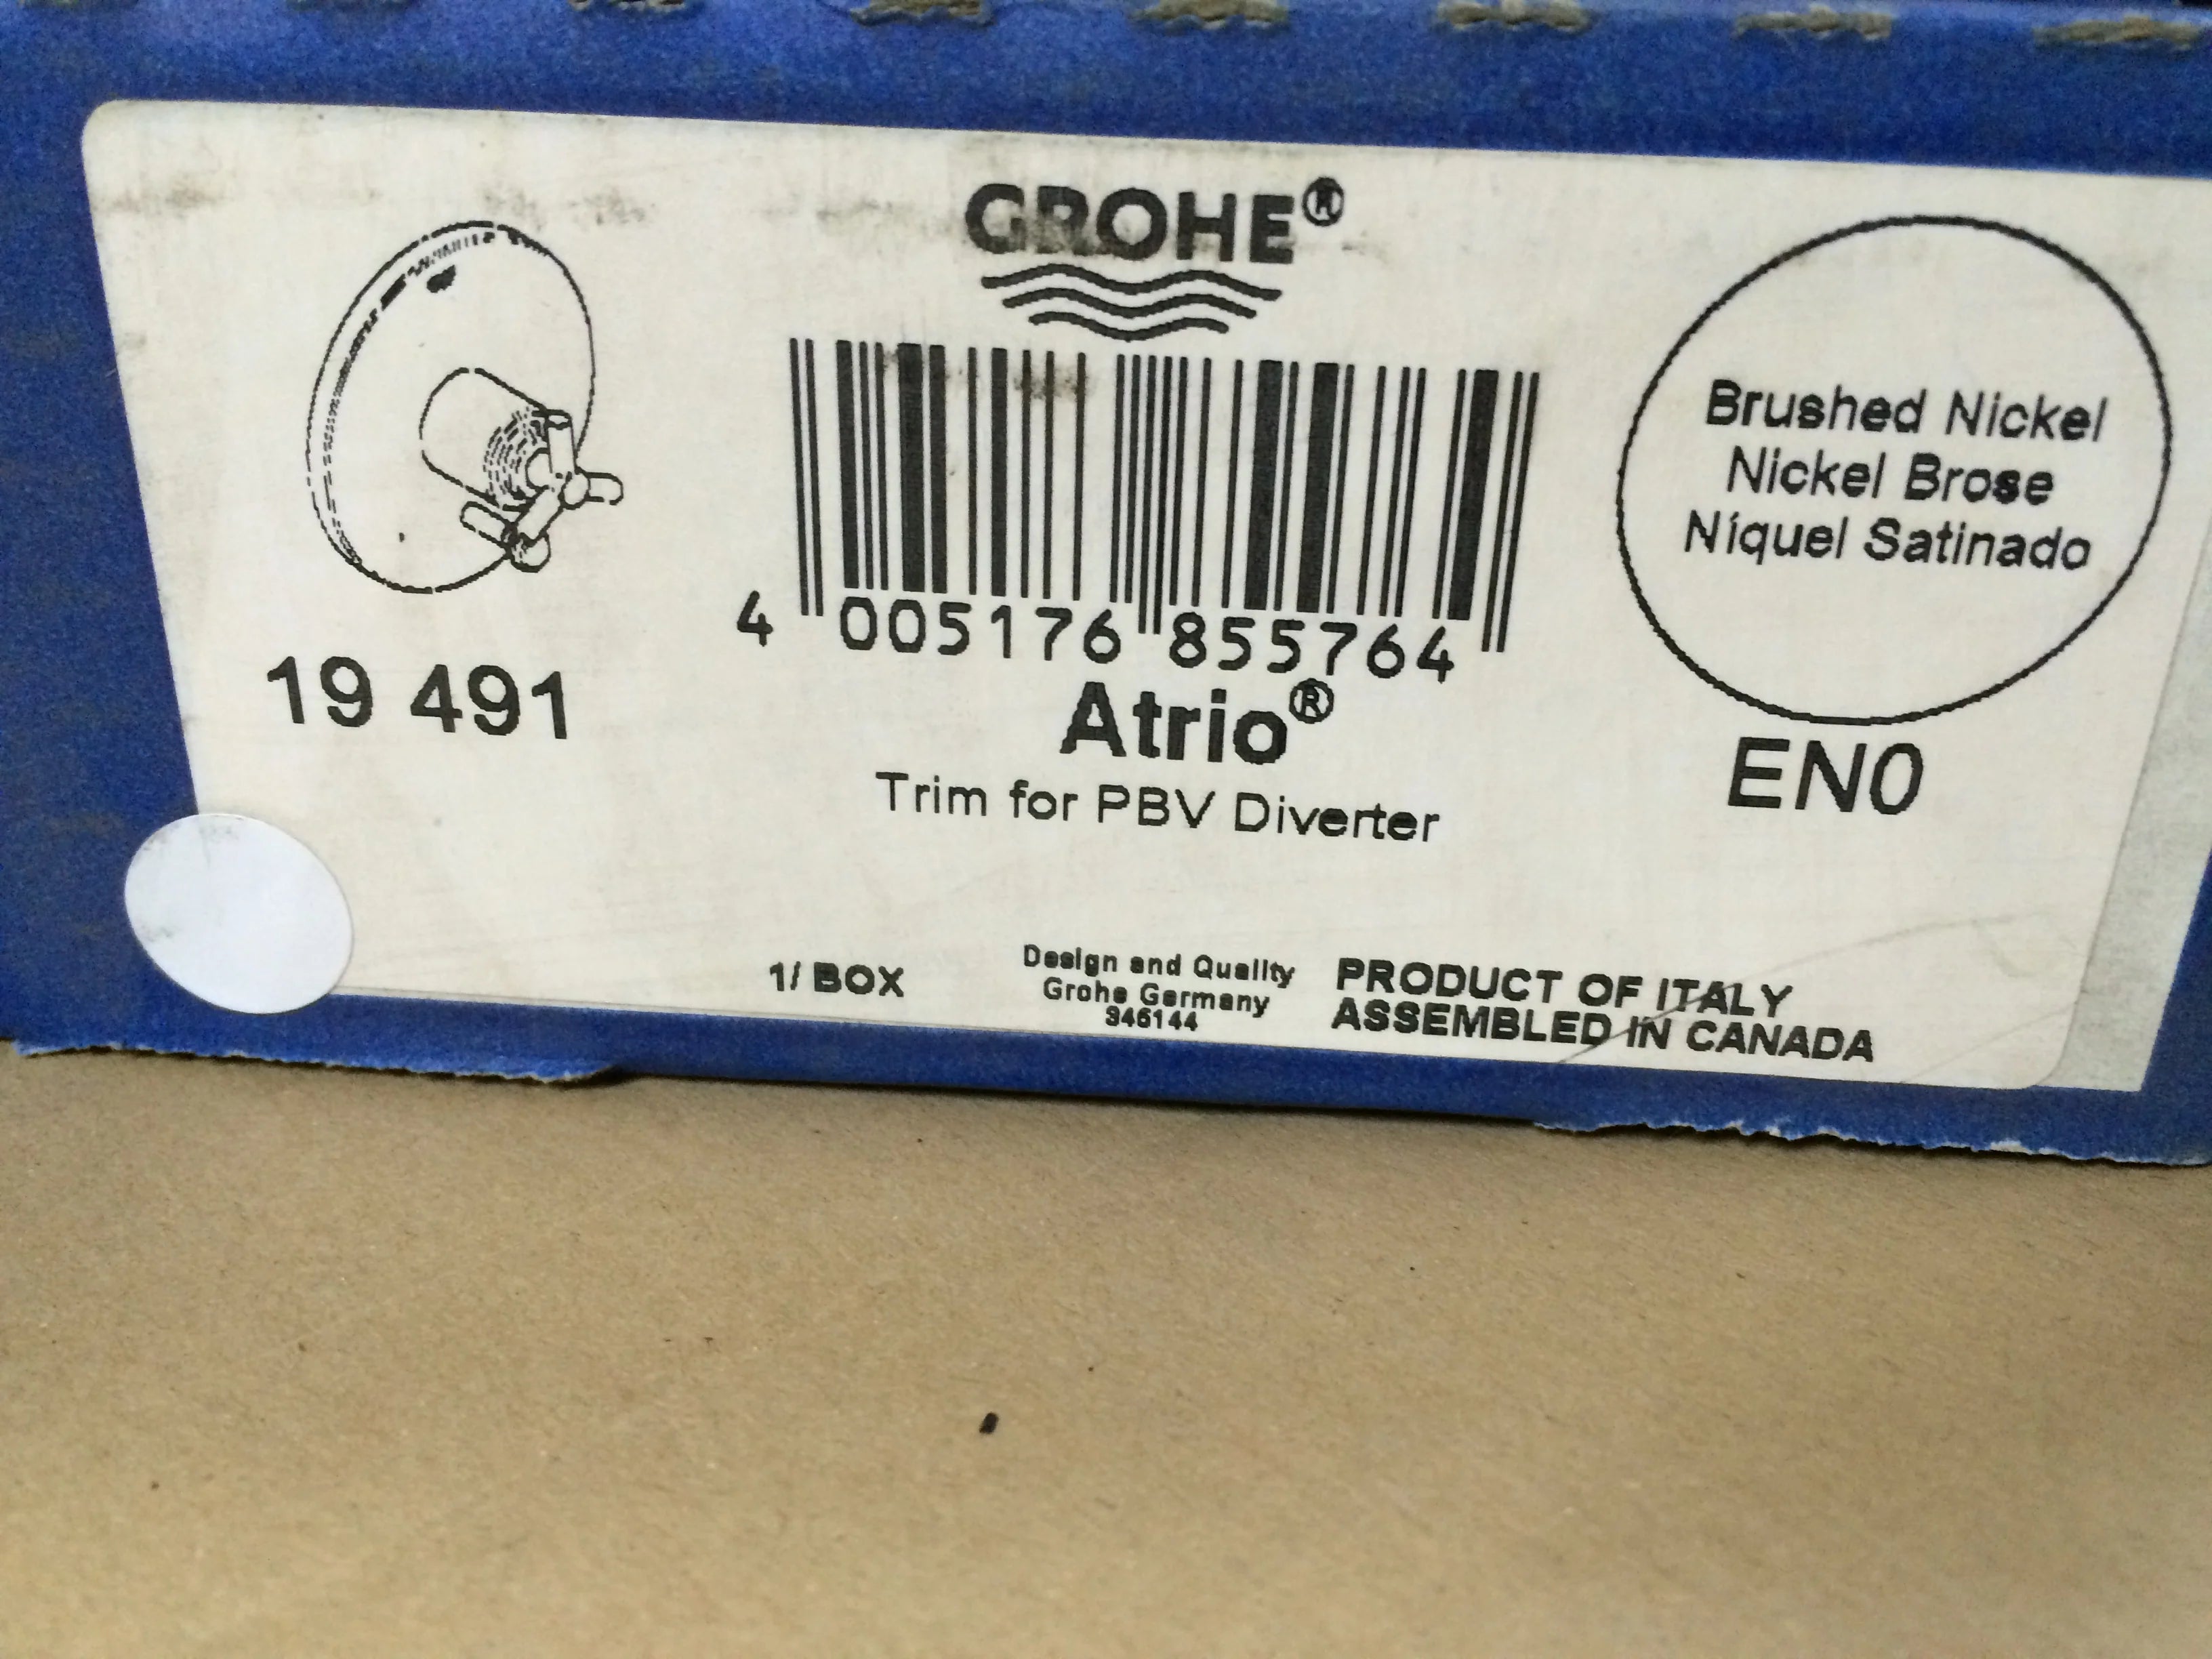 GROHE®
4 005176 855764
19 491
Atrio®
Trim for PBV Diverter
Brushed Nickel
Nickel Brose
Níquel Satinado
EN0
1/ BOX
Design and Quality
Grohe Germany
346144
PRODUCT OF ITALY
ASSEMBLED IN CANADA